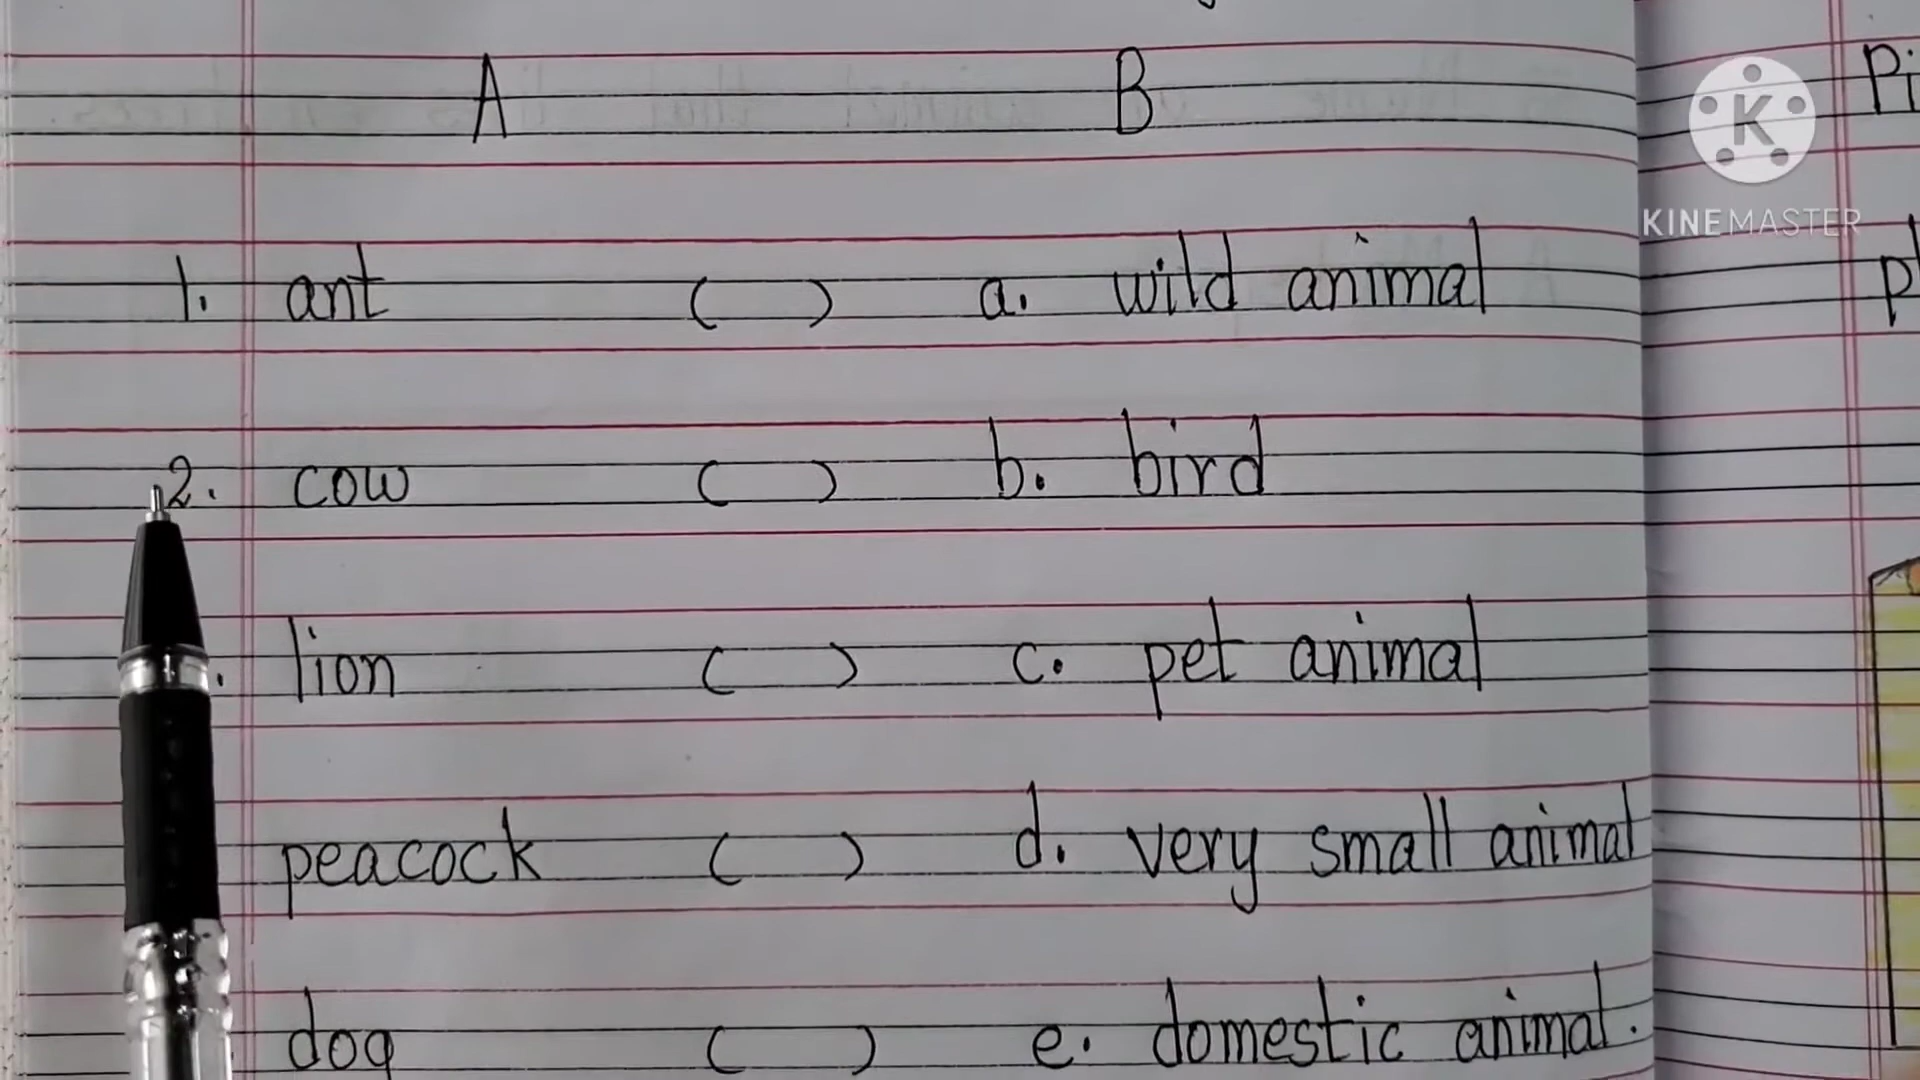 A B
1. ant ( ) a. wild animal
2. cow ( ) b. bird
. lion ( ) c. pet animal
peacock ( ) d. very small animal
dog ( ) e. domestic animal.
K
KINEMASTER